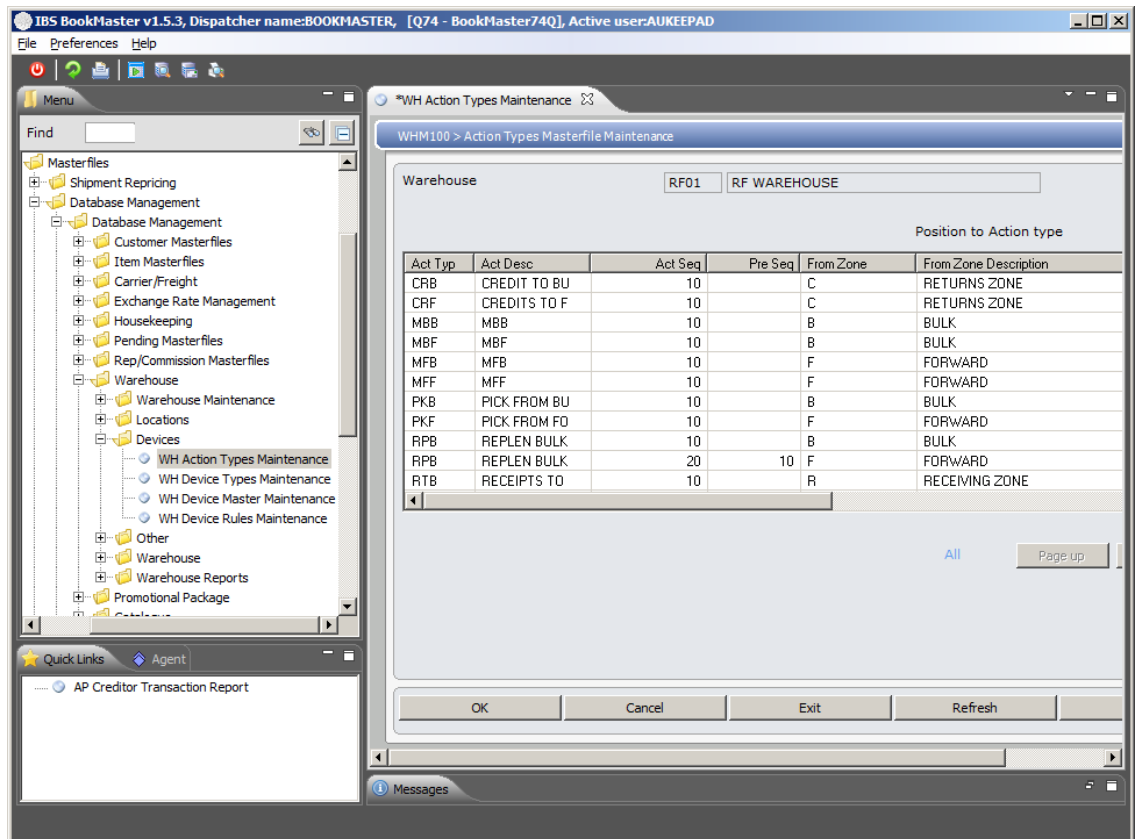 IBS BookMaster v1.5.3, Dispatcher name:BOOKMASTER, [Q74 - BookMaster74Q], Active user:AUKEEPAD
File Preferences Help
Menu
Find
Masterfiles
Shipment Repricing
Database Management
Database Management
Customer Masterfiles
Item Masterfiles
Carrier/Freight
Exchange Rate Management
Housekeeping
Pending Masterfiles
Rep/Commission Masterfiles
Warehouse
Warehouse Maintenance
Locations
Devices
WH Action Types Maintenance
WH Device Types Maintenance
WH Device Master Maintenance
WH Device Rules Maintenance
Other
Warehouse
Warehouse Reports
Promotional Package
Quick Links Agent
AP Creditor Transaction Report
*WH Action Types Maintenance
WHM100 > Action Types Masterfile Maintenance
Warehouse RF01 RF WAREHOUSE
Position to Action type
Act Typ Act Desc Act Seq Pre Seq From Zone From Zone Description
CRB CREDIT TO BU 10 C RETURNS ZONE
CRF CREDITS TO F 10 C RETURNS ZONE
MBB MBB 10 B BULK
MBF MBF 10 B BULK
MFB MFB 10 F FORWARD
MFF MFF 10 F FORWARD
PKB PICK FROM BU 10 B BULK
PKF PICK FROM FO 10 F FORWARD
RPB REPLEN BULK 10 B BULK
RPB REPLEN BULK 20 10 F FORWARD
RTB RECEIPTS TO 10 R RECEIVING ZONE
All Page up
OK Cancel Exit Refresh
Messages